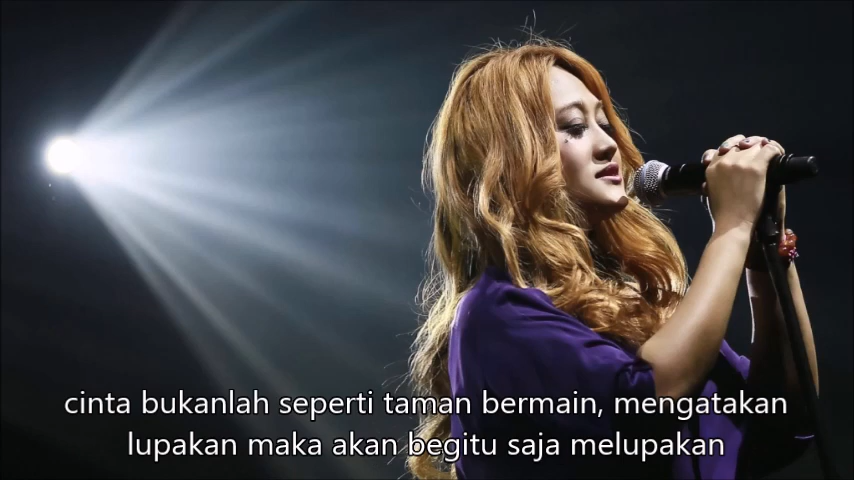 cinta bukanlah seperti taman bermain, mengatakan
lupakan maka akan begitu saja melupakan